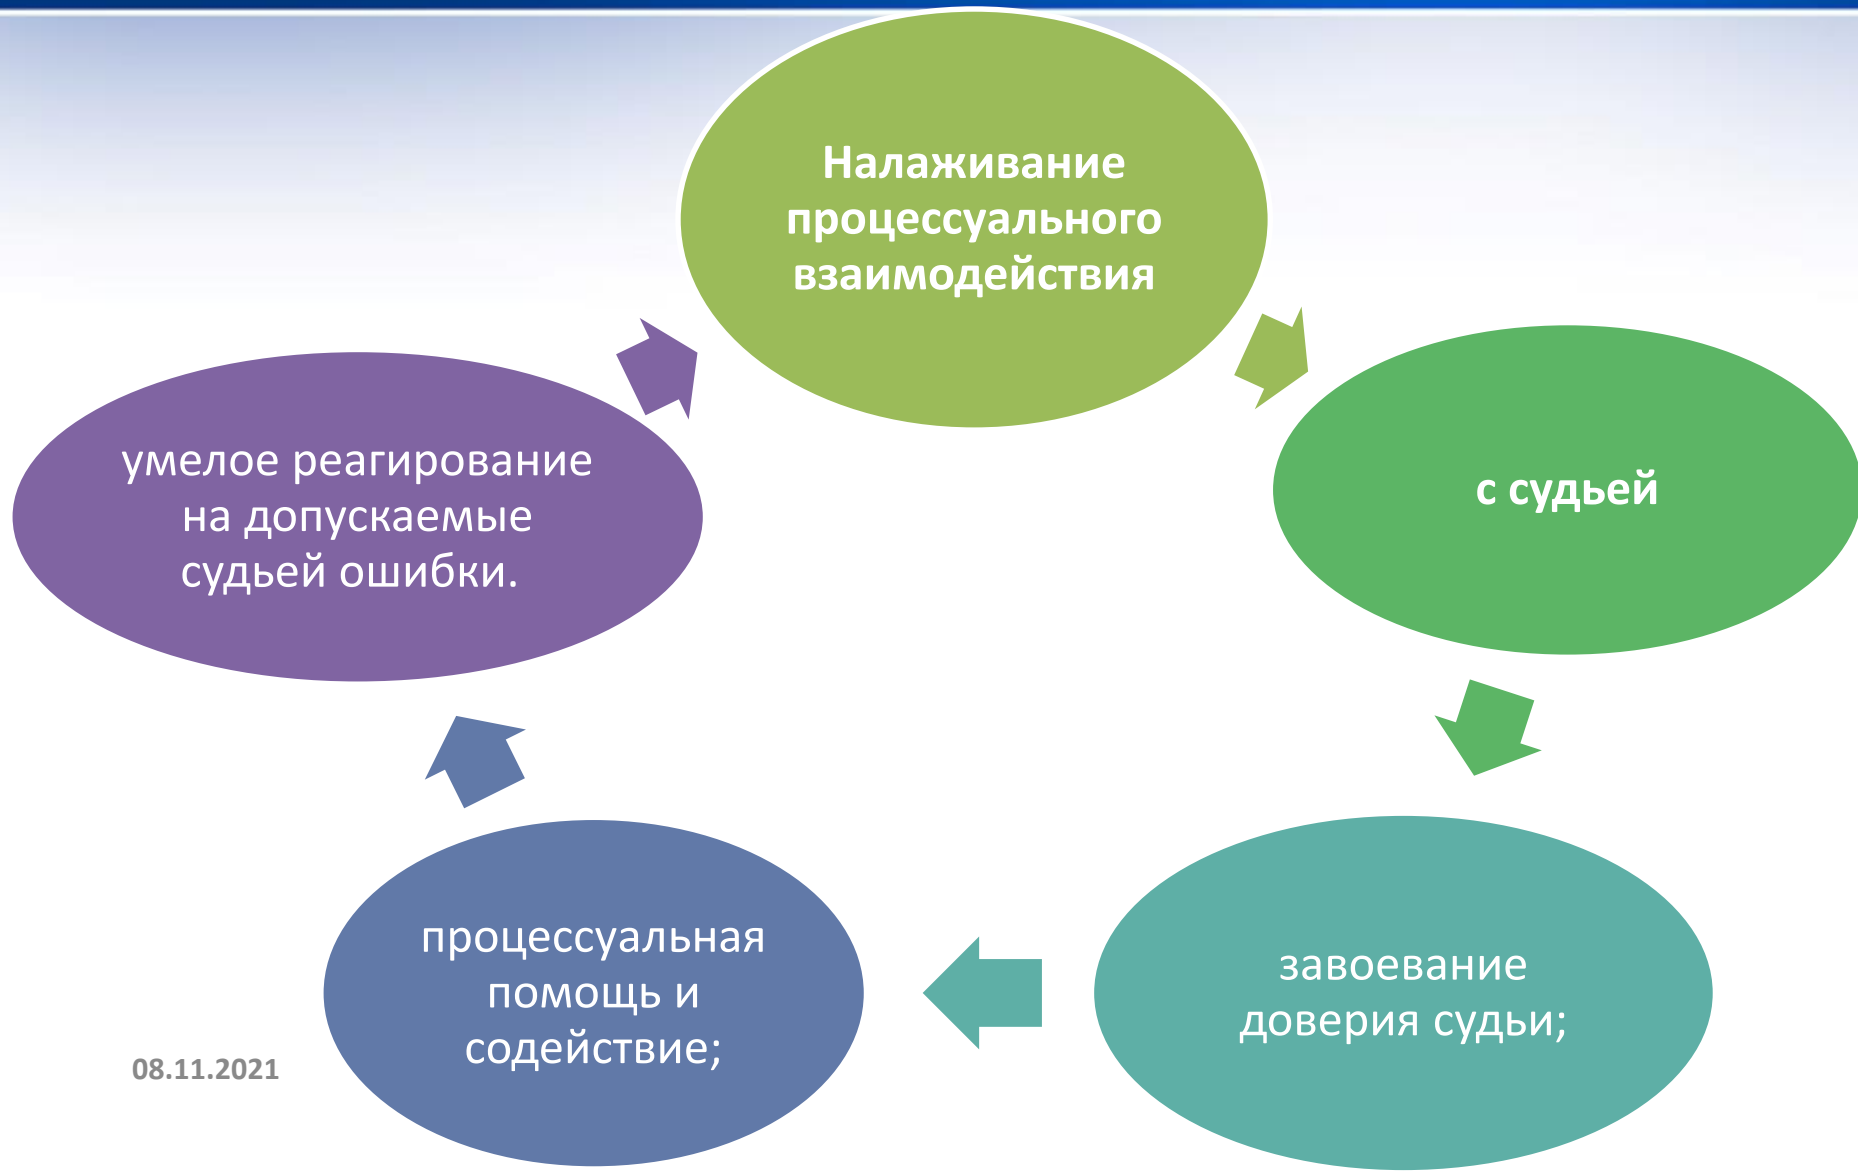 Налаживание
процессуального
взаимодействия
с судьей
завоевание
доверия судьи;
процессуальная
помощь и
содействие;
умелое реагирование
на допускаемые
судьей ошибки.
08.11.2021